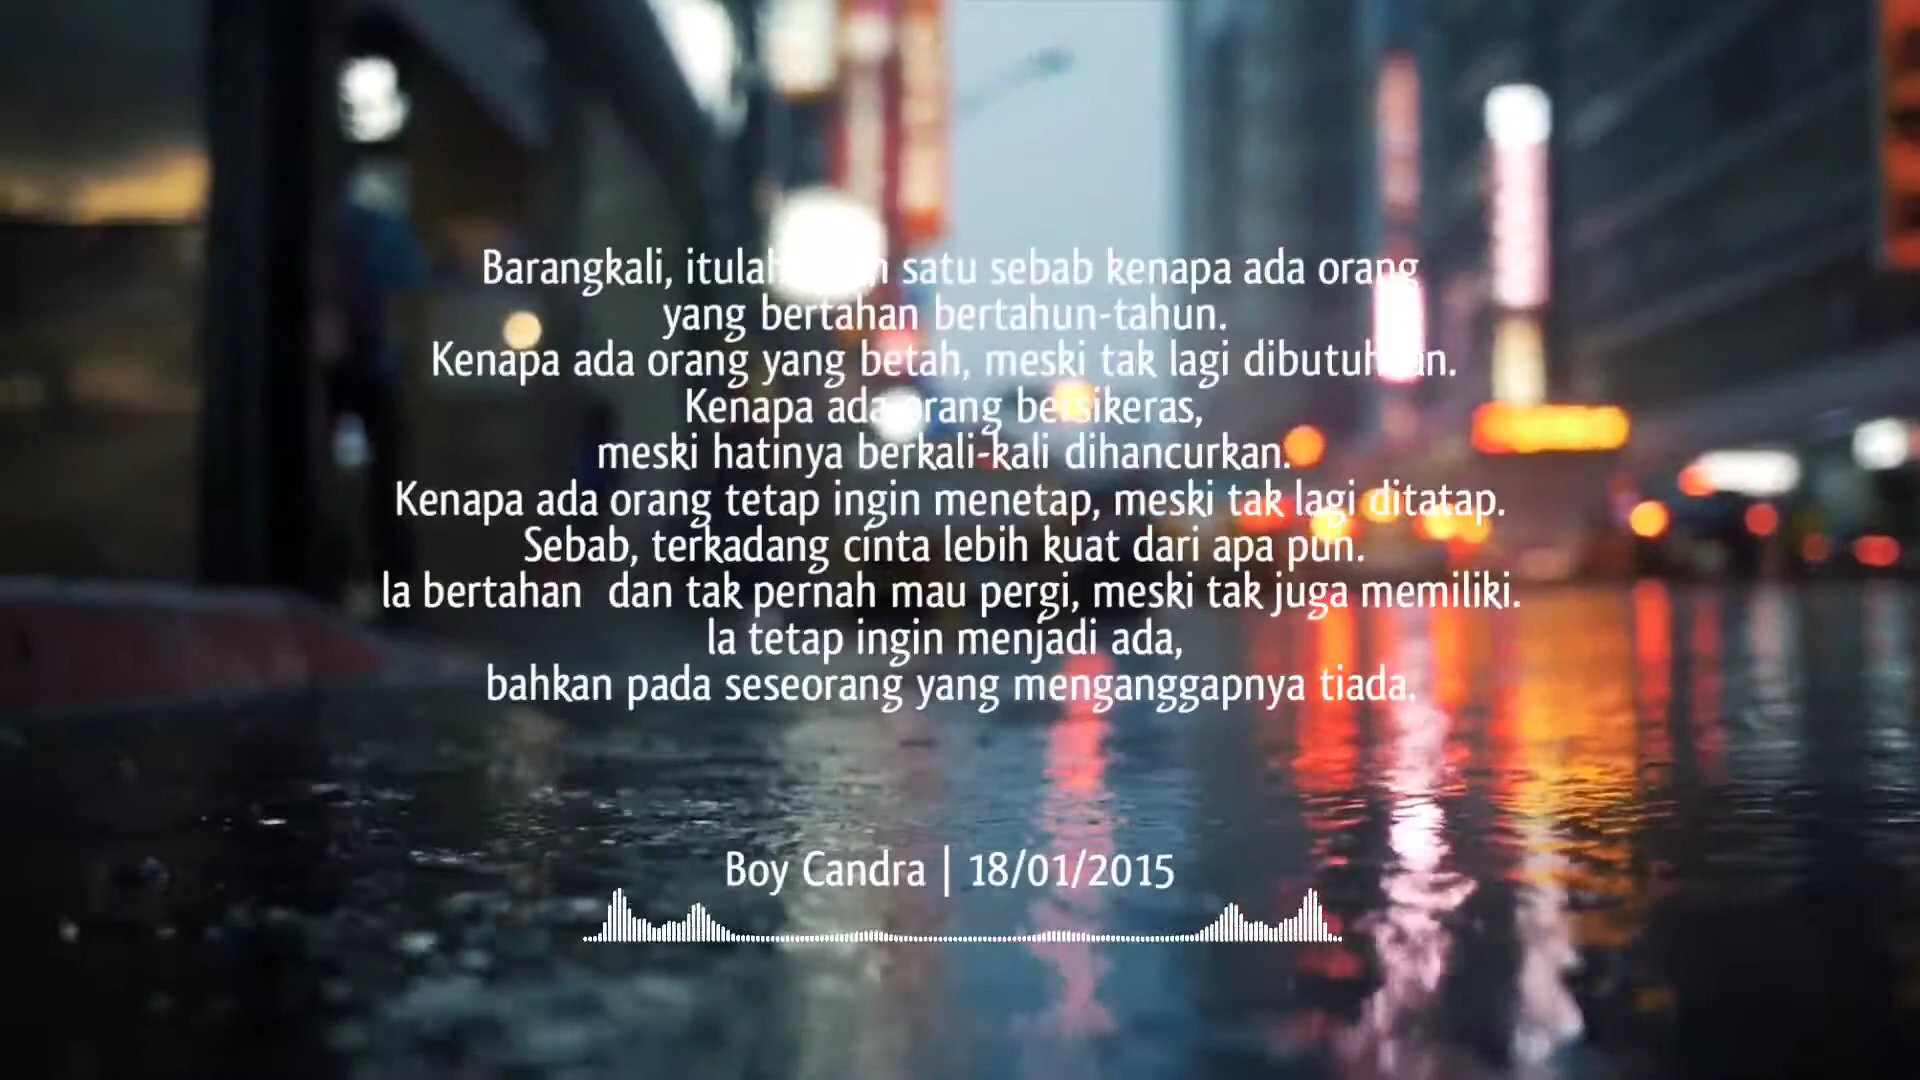 Barangkali, itulah satu sebab kenapa ada orang
yang bertahan bertahun-tahun.
Kenapa ada orang yang betah, meski tak lagi dibutuhkan.
Kenapa ada orang bersikeras,
meski hatinya berkali-kali dihancurkan.
Kenapa ada orang tetap ingin menetap, meski tak lagi ditatap.
Sebab, terkadang cinta lebih kuat dari apa pun.
Ia bertahan dan tak pernah mau pergi, meski tak juga memiliki.
Ia tetap ingin menjadi ada,
bahkan pada seseorang yang menganggapnya tiada.
Boy Candra | 18/01/2015